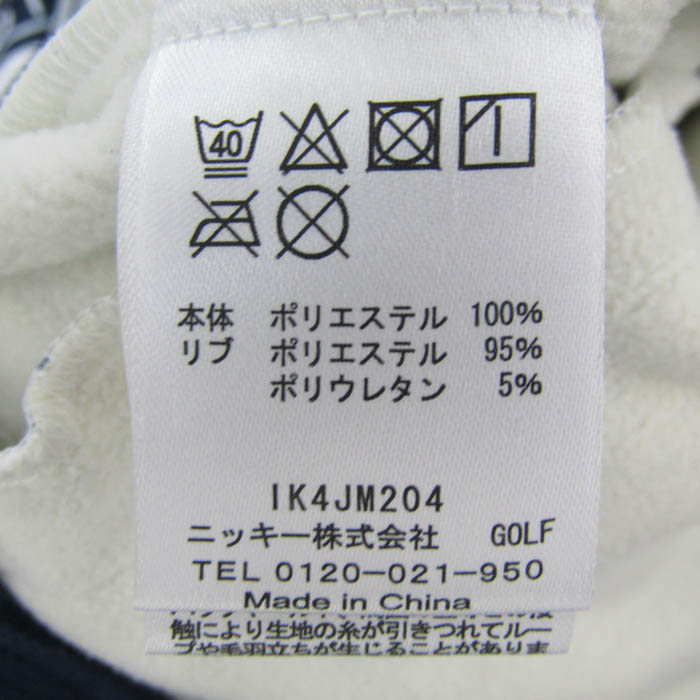 40
本体 ポリエステル 100%
リブ ポリエステル 95%
ポリウレタン 5%
IK4JM204
ニッキー株式会社 GOLF
TEL 0120-021-950
Made in China
触により生地の糸が引きつれてルー
プや毛羽立ちが生じることがありま